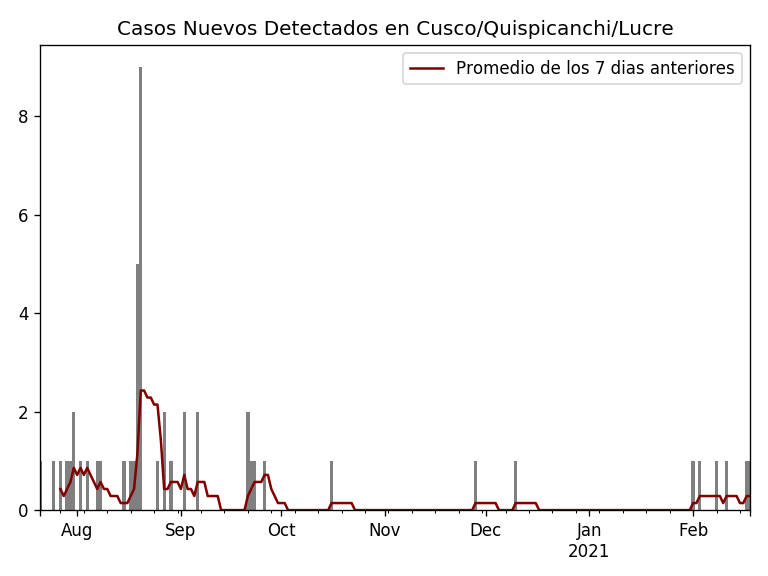 Casos Nuevos Detectados en Cusco/Quispicanchi/Lucre
Promedio de los 7 dias anteriores
8
6
4
2
0
Aug Sep Oct Nov Dec Jan Feb
2021